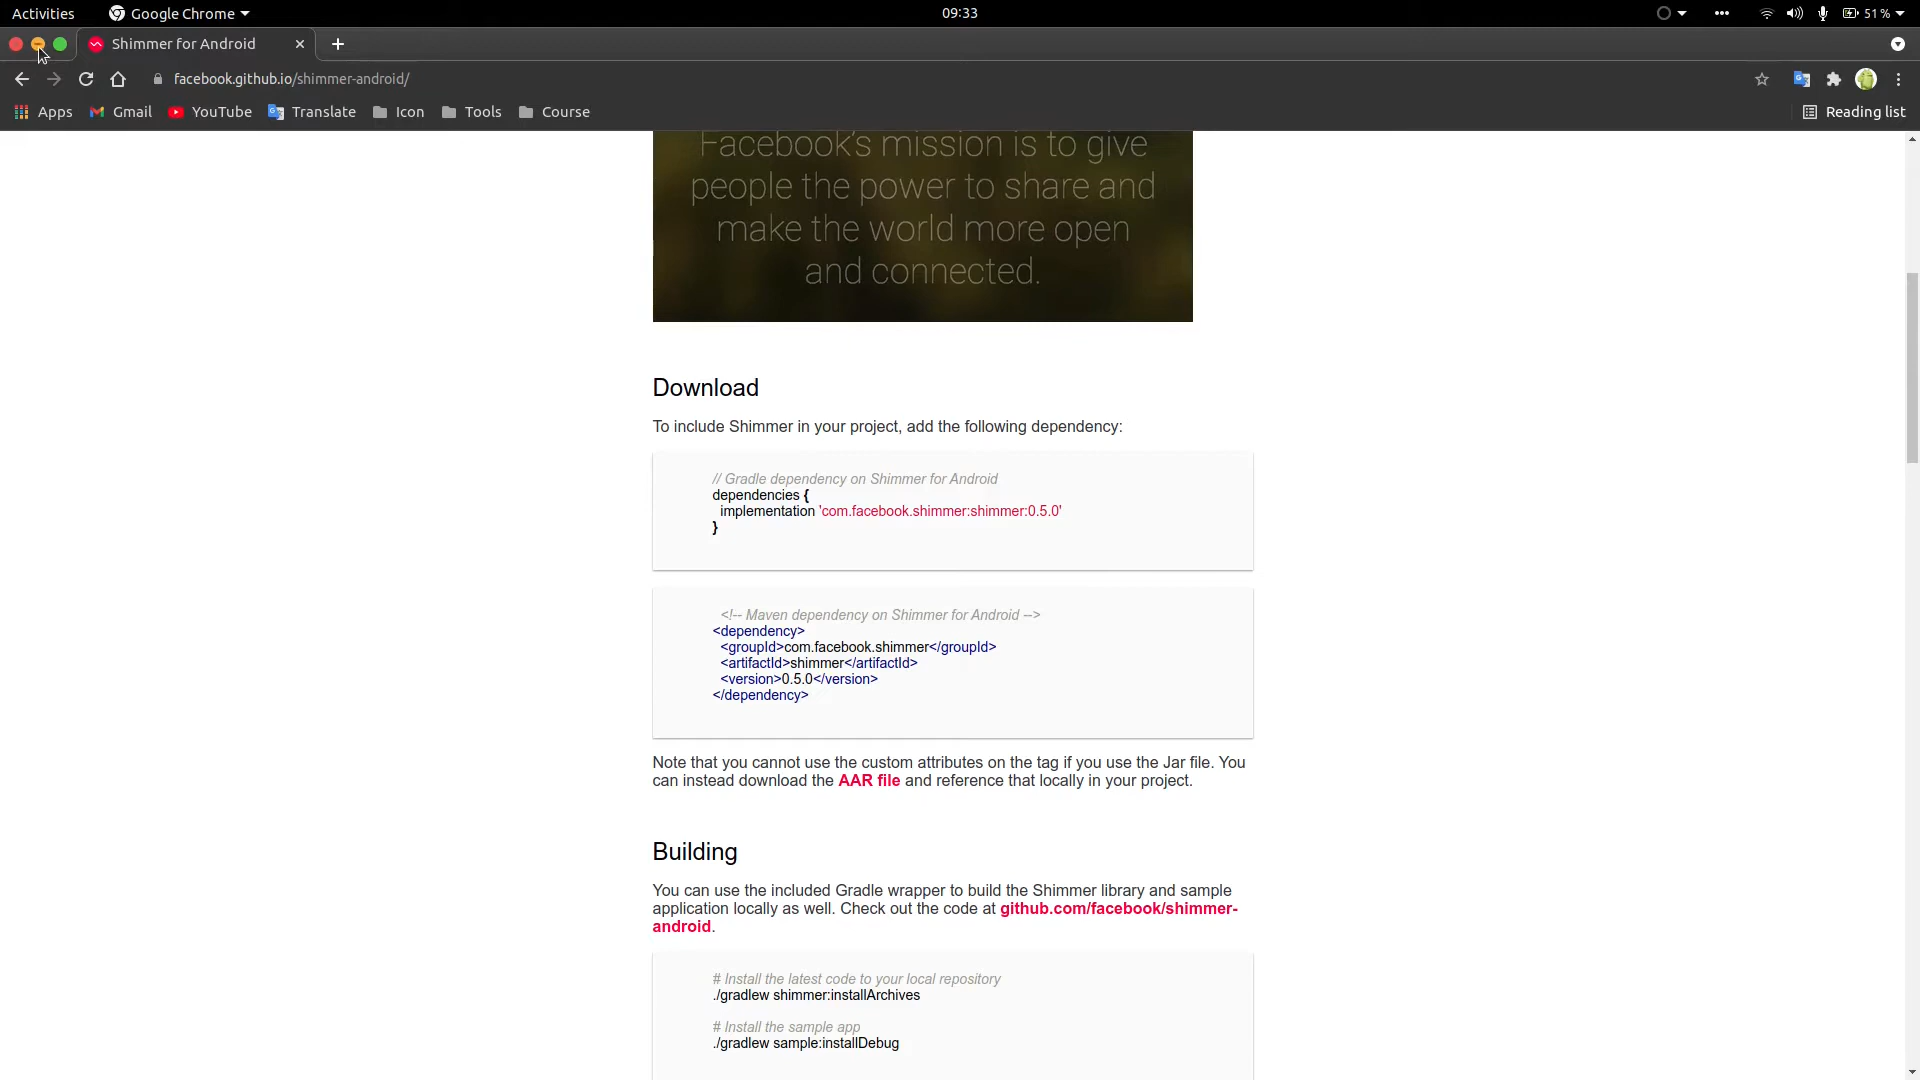 Activities
Google Chrome
09:33
51 %
Shimmer for Android
facebook.github.io/shimmer-android/
Apps
Gmail
YouTube
Translate
Icon
Tools
Course
Reading list
Facebook's mission is to give
people the power to share and
make the world more open
and connected.
Download
To include Shimmer in your project, add the following dependency:
// Gradle dependency on Shimmer for Android
dependencies {
implementation 'com.facebook.shimmer:shimmer:0.5.0'
}
<!-- Maven dependency on Shimmer for Android -->
<dependency>
<groupId>com.facebook.shimmer</groupId>
<artifactId>shimmer</artifactId>
<version>0.5.0</version>
</dependency>
Note that you cannot use the custom attributes on the tag if you use the Jar file. You
can instead download the AAR file and reference that locally in your project.
Building
You can use the included Gradle wrapper to build the Shimmer library and sample
application locally as well. Check out the code at github.com/facebook/shimmer-
android.
# Install the latest code to your local repository
./gradlew shimmer:installArchives
# Install the sample app
./gradlew sample:installDebug